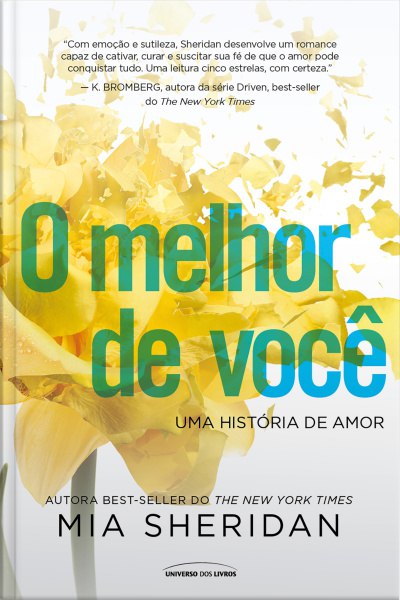 “Com emoção e sutileza, Sheridan desenvolve um romance
capaz de cativar, curar e suscitar sua fé de que o amor pode
conquistar tudo. Uma leitura cinco estrelas, com certeza.”
— K. BROMBERG, autora da série Driven, best-seller
do The New York Times
O melhor
de você
UMA HISTÓRIA DE AMOR
AUTORA BEST-SELLER DO THE NEW YORK TIMES
MIA SHERIDAN
UNIVERSO DOS LIVROS